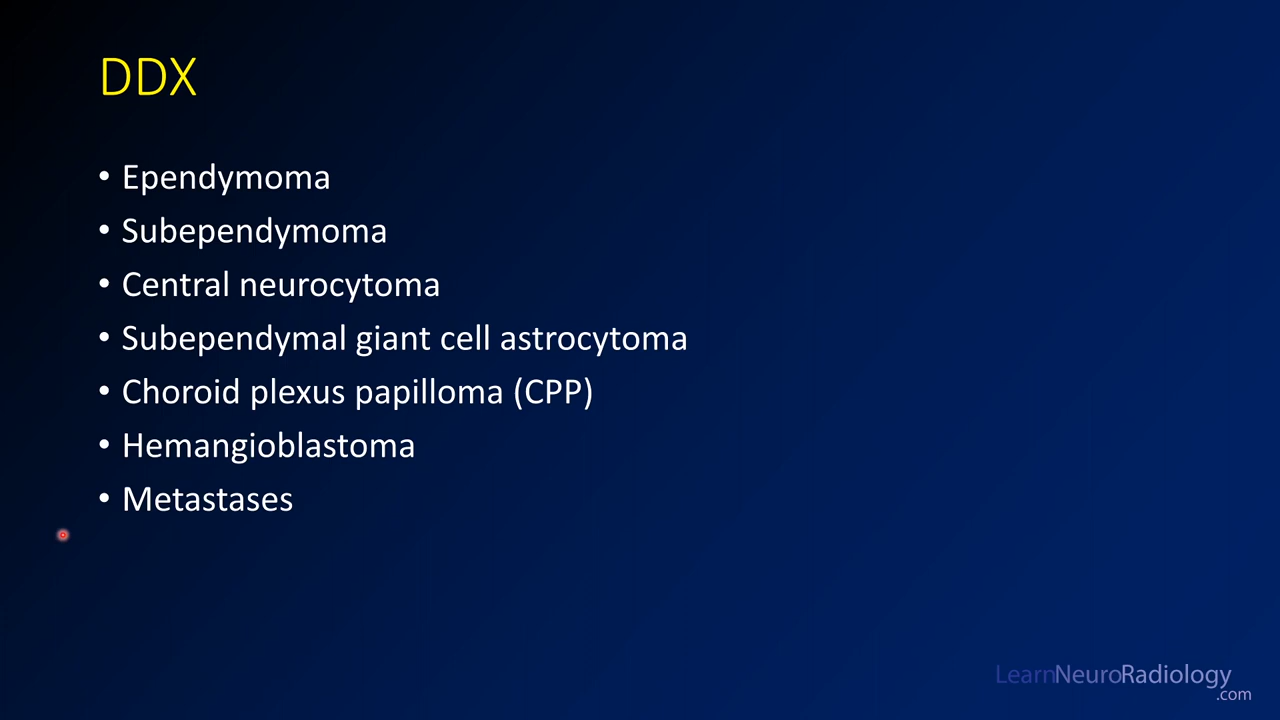 DDX
• Ependymoma
• Subependymoma
• Central neurocytoma
• Subependymal giant cell astrocytoma
• Choroid plexus papilloma (CPP)
• Hemangioblastoma
• Metastases
LearnNeuroRadiology
.com